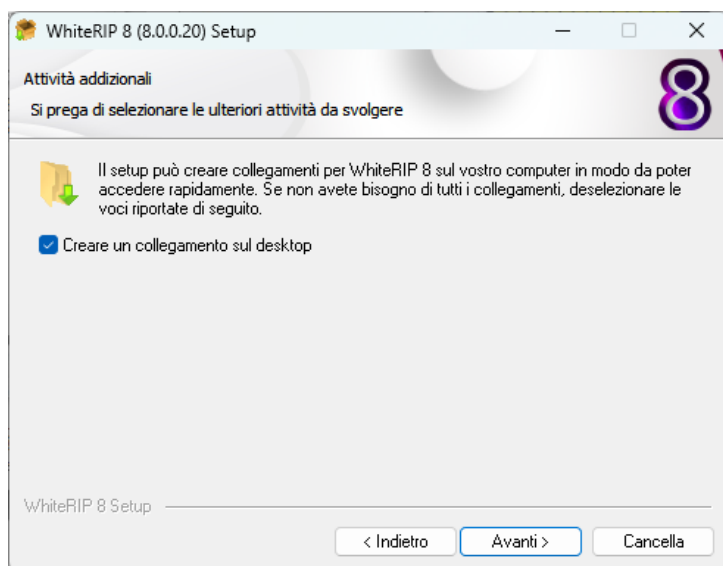 WhiteRIP 8 (8.0.0.20) Setup
Attività addizionali
Si prega di selezionare le ulteriori attività da svolgere
8
Il setup può creare collegamenti per WhiteRIP 8 sul vostro computer in modo da poter
accedere rapidamente. Se non avete bisogno di tutti i collegamenti, deselezionare le
voci riportate di seguito.
Creare un collegamento sul desktop
WhiteRIP 8 Setup
< Indietro
Avanti >
Cancella